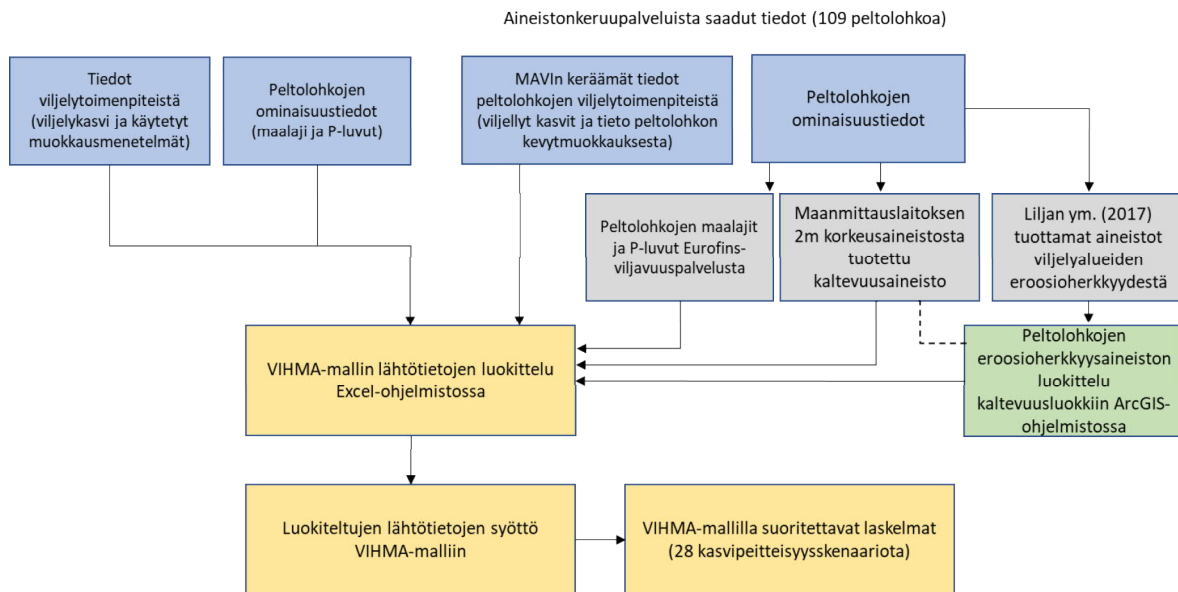 Aineistonkeruupalveluista saadut tiedot (109 peltolohkoa)
Tiedot
viljelytoimenpiteistä
(viljelykasvi ja käytetyt
muokkausmenetelmät)
Peltolohkojen
ominaisuustiedot
(maalaji ja P-luvut)
MAVIn keräämät tiedot
peltolohkojen viljelytoimenpiteistä
(viljellyt kasvit ja tieto peltolohkon
kevytmuokkauksesta)
Peltolohkojen
ominaisuustiedot
Peltolohkojen maalajit
ja P-luvut Eurofins-
viljavuuspalvelusta
Maanmittauslaitoksen
2m korkeusaineistosta
tuotettu
kaltevuusaineisto
Liljan ym. (2017)
tuottamat aineistot
viljelyalueiden
eroosioherkkyydestä
VIHMA-mallin lähtötietojen luokittelu
Excel-ohjelmistossa
Peltolohkojen
eroosioherkkyysaineiston
luokittelu
kaltevuusluokkiin ArcGIS-
ohjelmistossa
Luokiteltujen lähtötietojen syöttö
VIHMA-malliin
VIHMA-mallilla suoritettavat laskelmat
(28 kasvipeitteisyysskenaariota)